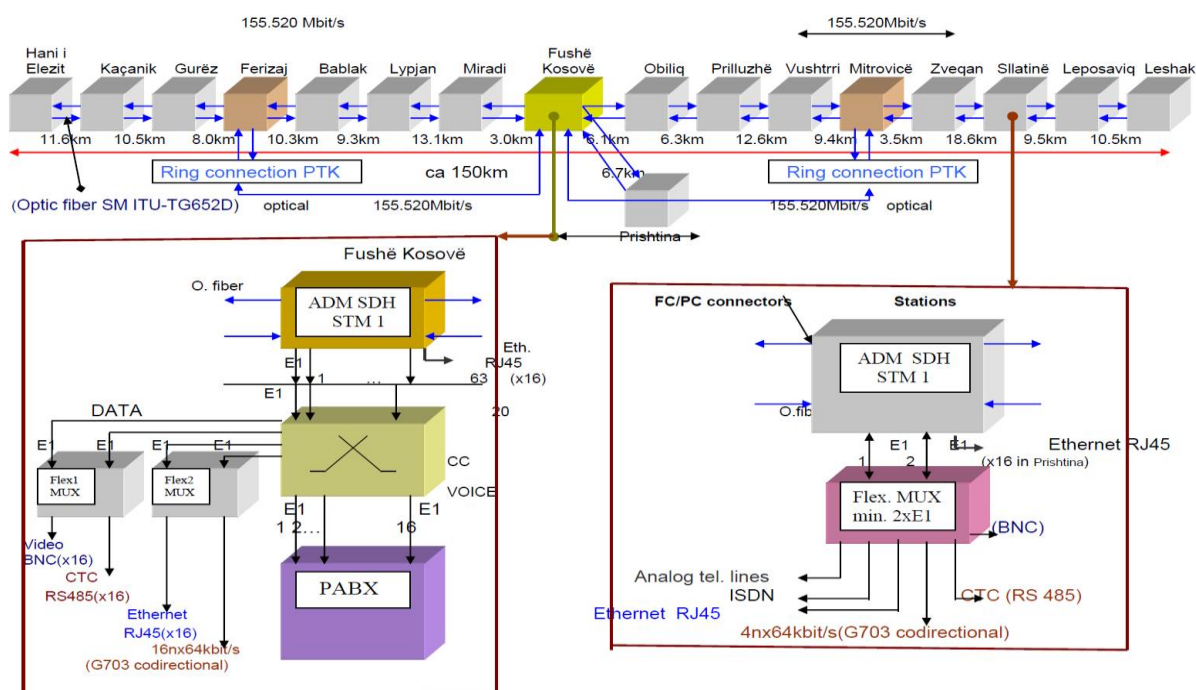 155.520 Mbit/s
155.520Mbit/s
Hani i
Elezit
Kaçanik
Gurëz
Ferizaj
Bablak
Lypjan
Miradi
Fushë
Kosovë
Obiliq
Prilluzhë
Vushtrri
Mitrovicë
Zveqan
Sllatinë
Leposaviq
Leshak
11.6km
10.5km
8.0km
10.3km
9.3km
13.1km
3.0km
6.1km
6.3km
12.6km
9.4km
3.5km
18.6km
9.5km
10.5km
Ring connection PTK
ca 150km
6.7km
Ring connection PTK
(Optic fiber SM ITU-TG652D)
optical
155.520Mbit/s
155.520Mbit/s
optical
Prishtina
Fushë Kosovë
O. fiber
ADM SDH
STM 1
Eth.
RJ45
E1
1
...
63
(x16)
E1
20
DATA
E1
E1
E1
E1
Flex1
MUX
Flex2
MUX
CC
VOICE
E1
E1
1 2...
16
Video
BNC(x16)
CTC
RS485(x16)
Ethernet
RJ45(x16)
16nx64kbit/s
(G703 codirectional)
PABX
FC/PC connectors
Stations
ADM SDH
STM 1
O.fib
E1
E1
1
2
Ethernet RJ45
(x16 in Prishtina)
Flex. MUX
min. 2xE1
(BNC)
Analog tel. lines
ISDN
Ethernet RJ45
CTC (RS 485)
4nx64kbit/s(G703 codirectional)